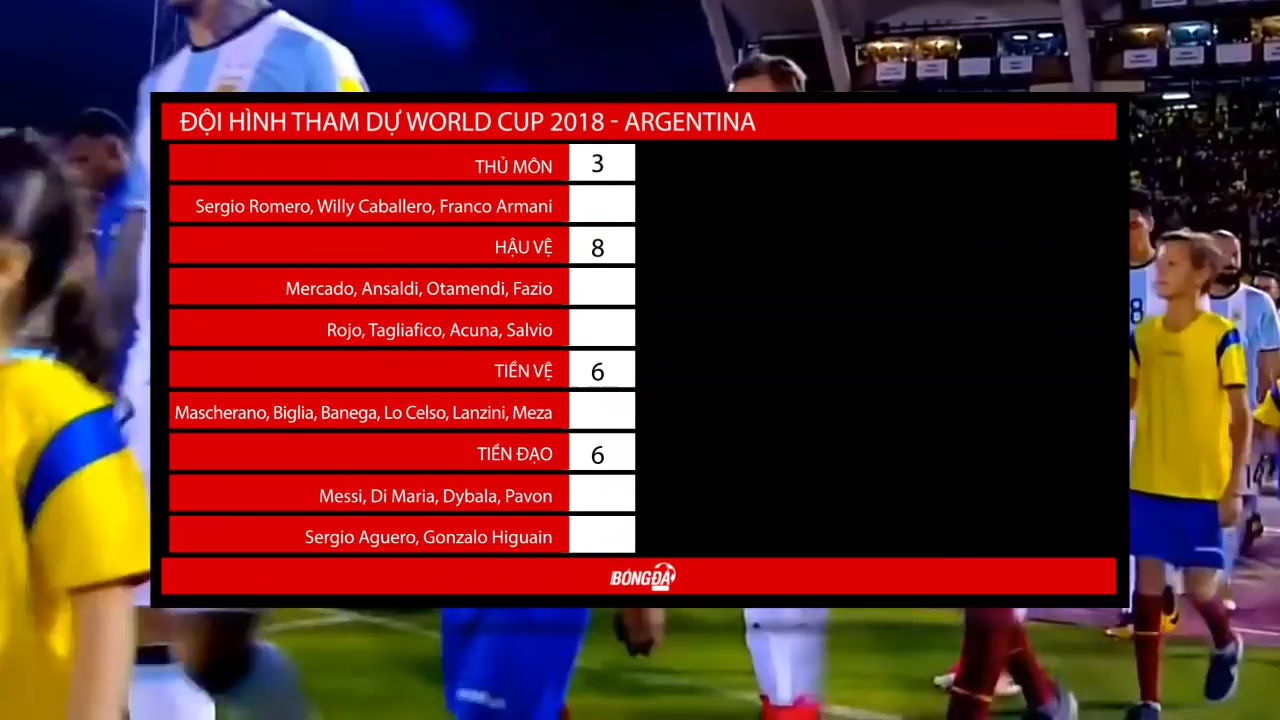 ĐỘI HÌNH THAM DỰ WORLD CUP 2018 - ARGENTINA
THỦ MÔN 3
Sergio Romero, Willy Caballero, Franco Armani
HẬU VỆ 8
Mercado, Ansaldi, Otamendi, Fazio
Rojo, Tagliafico, Acuna, Salvio
TIỀN VỆ 6
Mascherano, Biglia, Banega, Lo Celso, Lanzini, Meza
TIỀN ĐẠO 6
Messi, Di Maria, Dybala, Pavon
Sergio Aguero, Gonzalo Higuain
BÓNGĐÁ